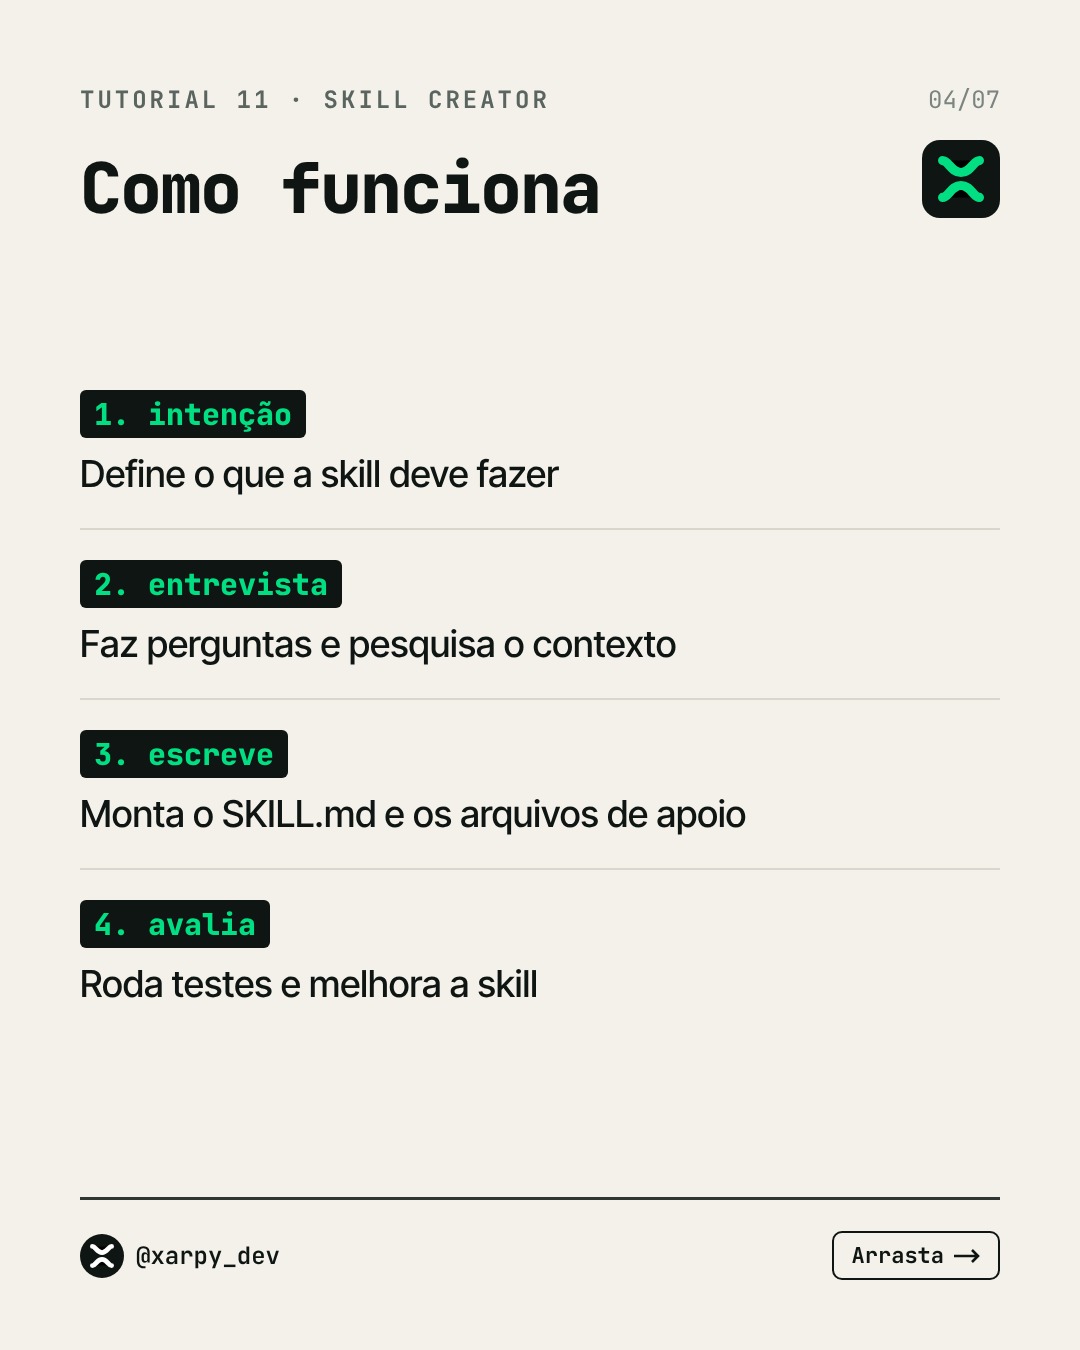 TUTORIAL 11 · SKILL CREATOR
04/07
Como funciona
1. intenção
Define o que a skill deve fazer
2. entrevista
Faz perguntas e pesquisa o contexto
3. escreve
Monta o SKILL.md e os arquivos de apoio
4. avalia
Roda testes e melhora a skill
@xarpy_dev
Arrasta →